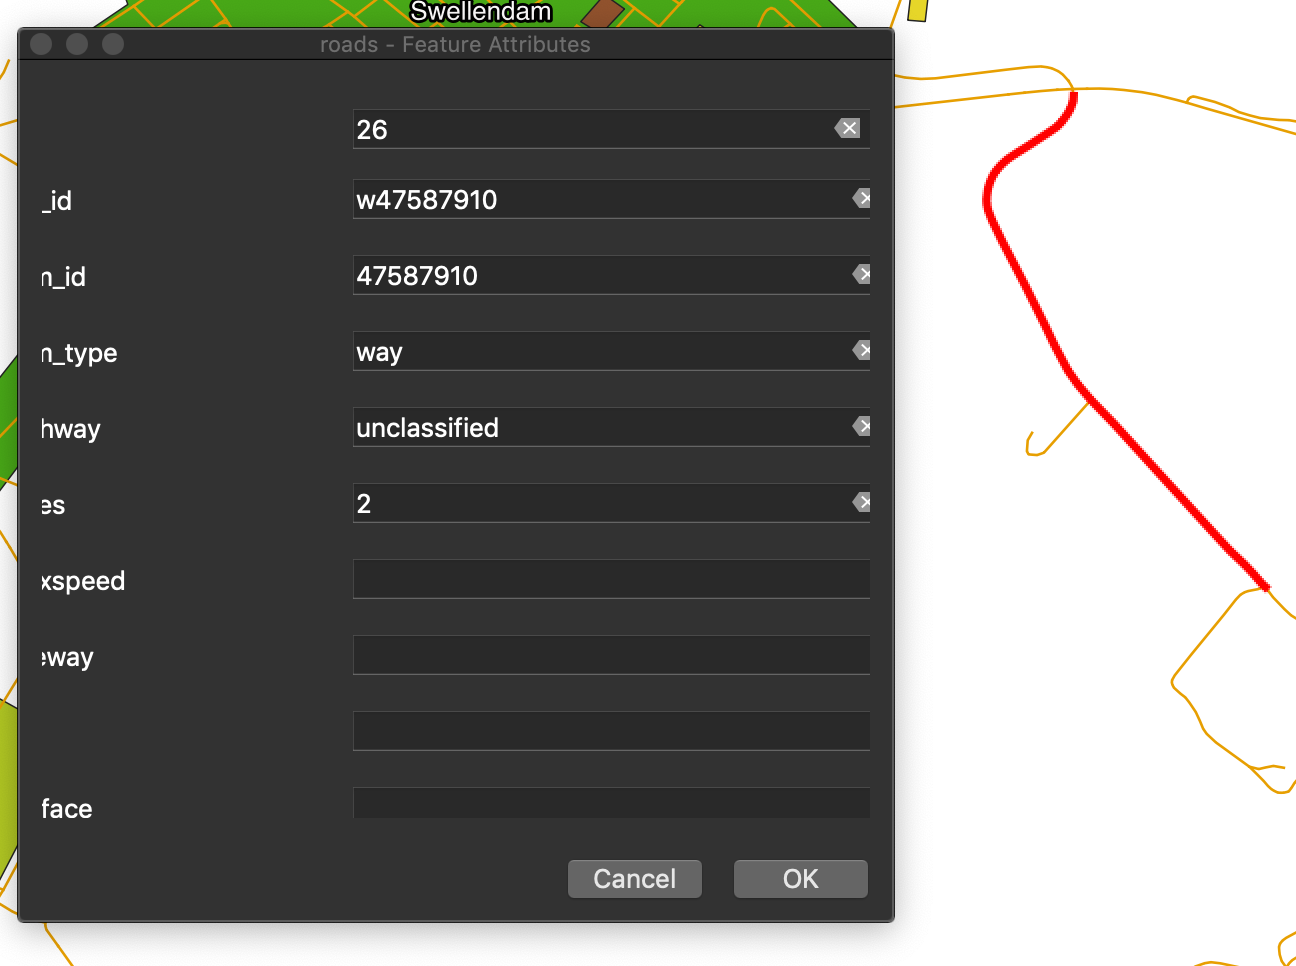 Swellendam
roads - Feature Attributes
26
_id w47587910
n_id 47587910
n_type way
hway unclassified
es 2
xspeed
eway
face
Cancel OK